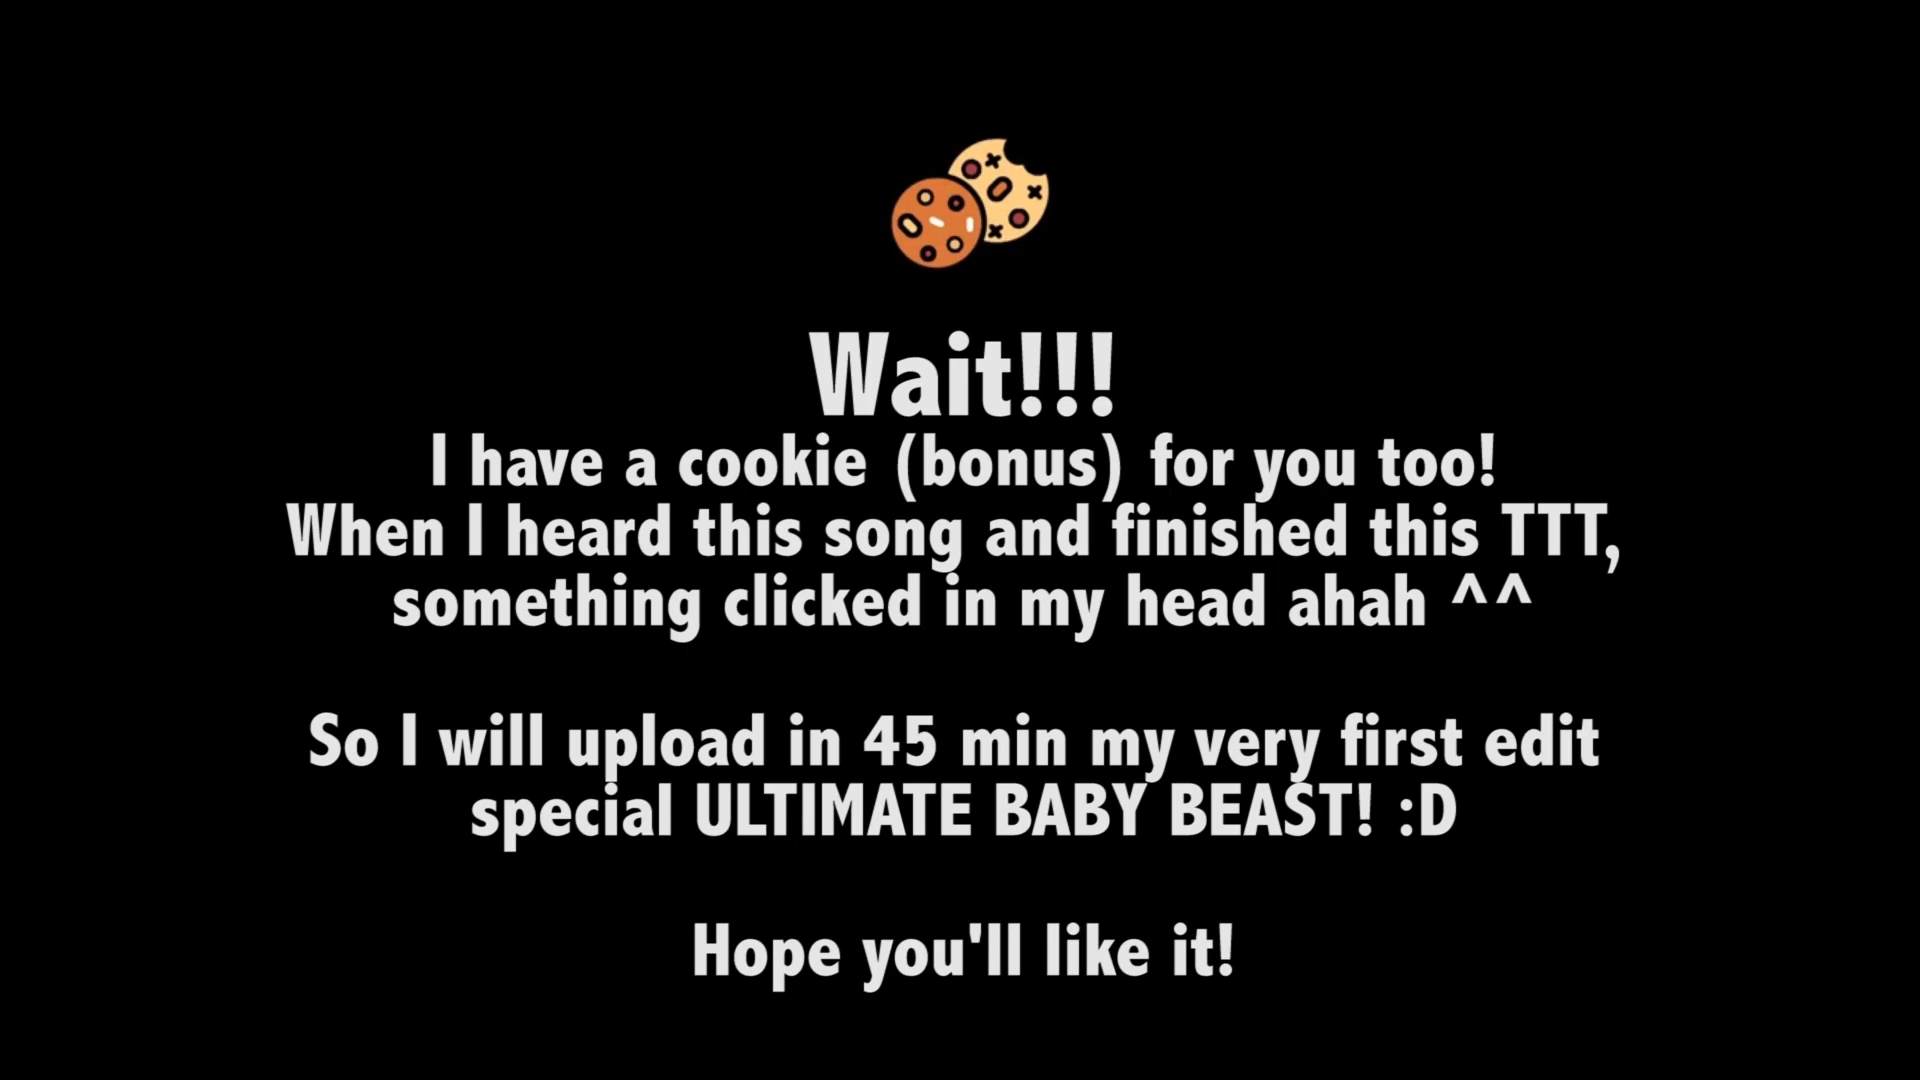 Wait!!!
I have a cookie (bonus) for you too!
When I heard this song and finished this TTT,
something clicked in my head ahah ^^
So I will upload in 45 min my very first edit
special ULTIMATE BABY BEAST! :D
Hope you'll like it!